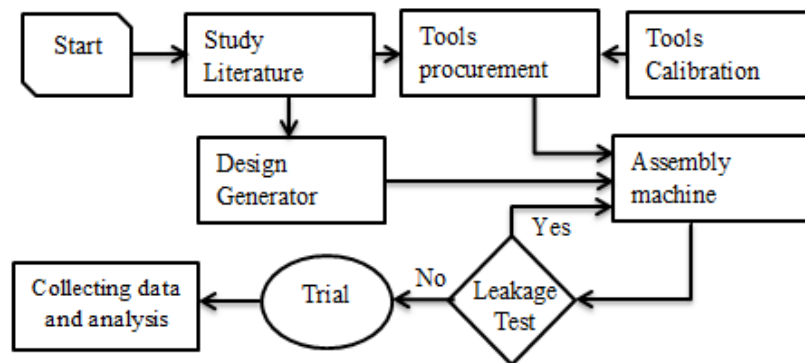 Start
Study
Literature
Tools
procurement
Tools
Calibration
Design
Generator
Assembly
machine
Yes
Leakage
Test
No
Trial
Collecting data
and analysis